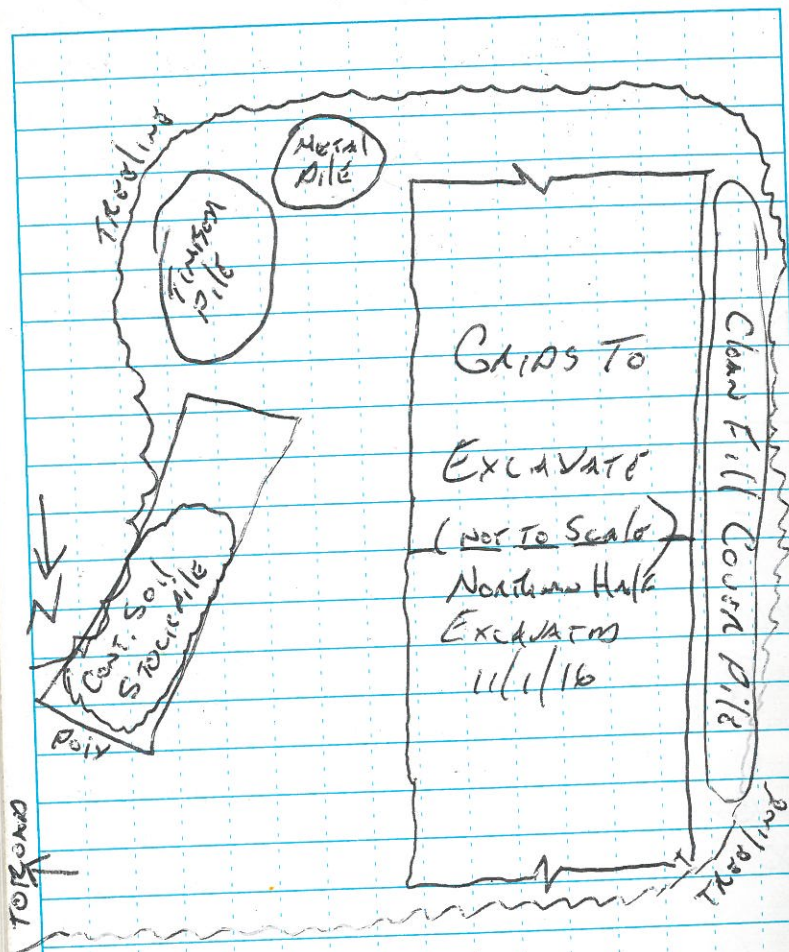 TREELINE
METAL
PILE
TIMBER
PILE
GRIDS TO
EXCAVATE
(NOT TO SCALE)
NORTHERN HALF
EXCAVATED
11/1/16
CLEAN FILL COVER PILE
N
CONT. SOIL
STOCKPILE
POLY
TO ROAD
TREELINE